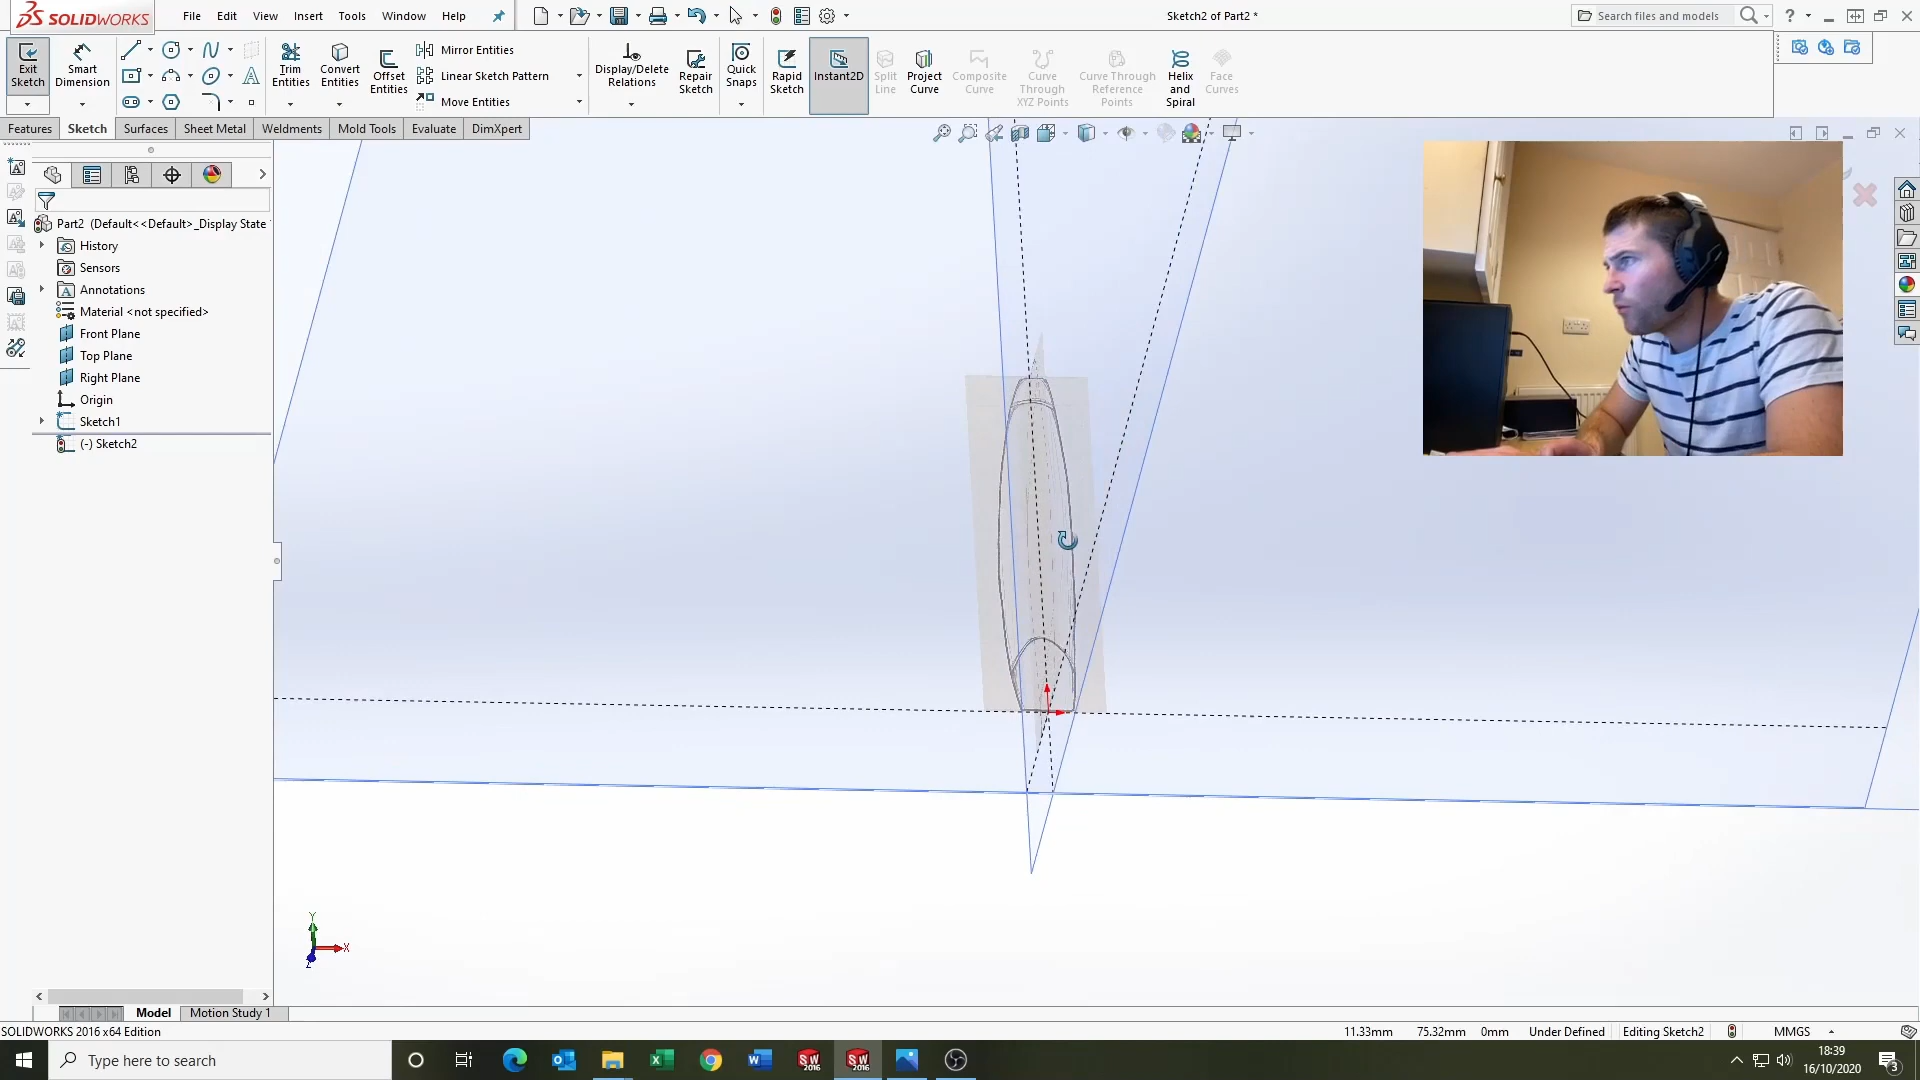 SOLIDWORKS File Edit View Insert Tools Window Help Sketch2 of Part2 * Search files and models ?
Exit Sketch
Smart Dimension
Trim Entities
Convert Entities
Offset Entities
Mirror Entities
Linear Sketch Pattern
Move Entities
Display/Delete Relations
Repair Sketch
Quick Snaps
Rapid Sketch
Instant2D
Split Line
Project Curve
Composite Curve
Curve Through XYZ Points
Curve Through Reference Points
Helix and Spiral
Face Curves
Features Sketch Surfaces Sheet Metal Weldments Mold Tools Evaluate DimXpert
Part2 (Default<<Default>_Display State
History
Sensors
Annotations
Material <not specified>
Front Plane
Top Plane
Right Plane
Origin
Sketch1
(-) Sketch2
Y
X
Z
Model Motion Study 1
SOLIDWORKS 2016 x64 Edition 11.33mm 75.32mm 0mm Under Defined Editing Sketch2 MMGS
Type here to search
SW 2016
SW 2016
18:39
16/10/2020
3